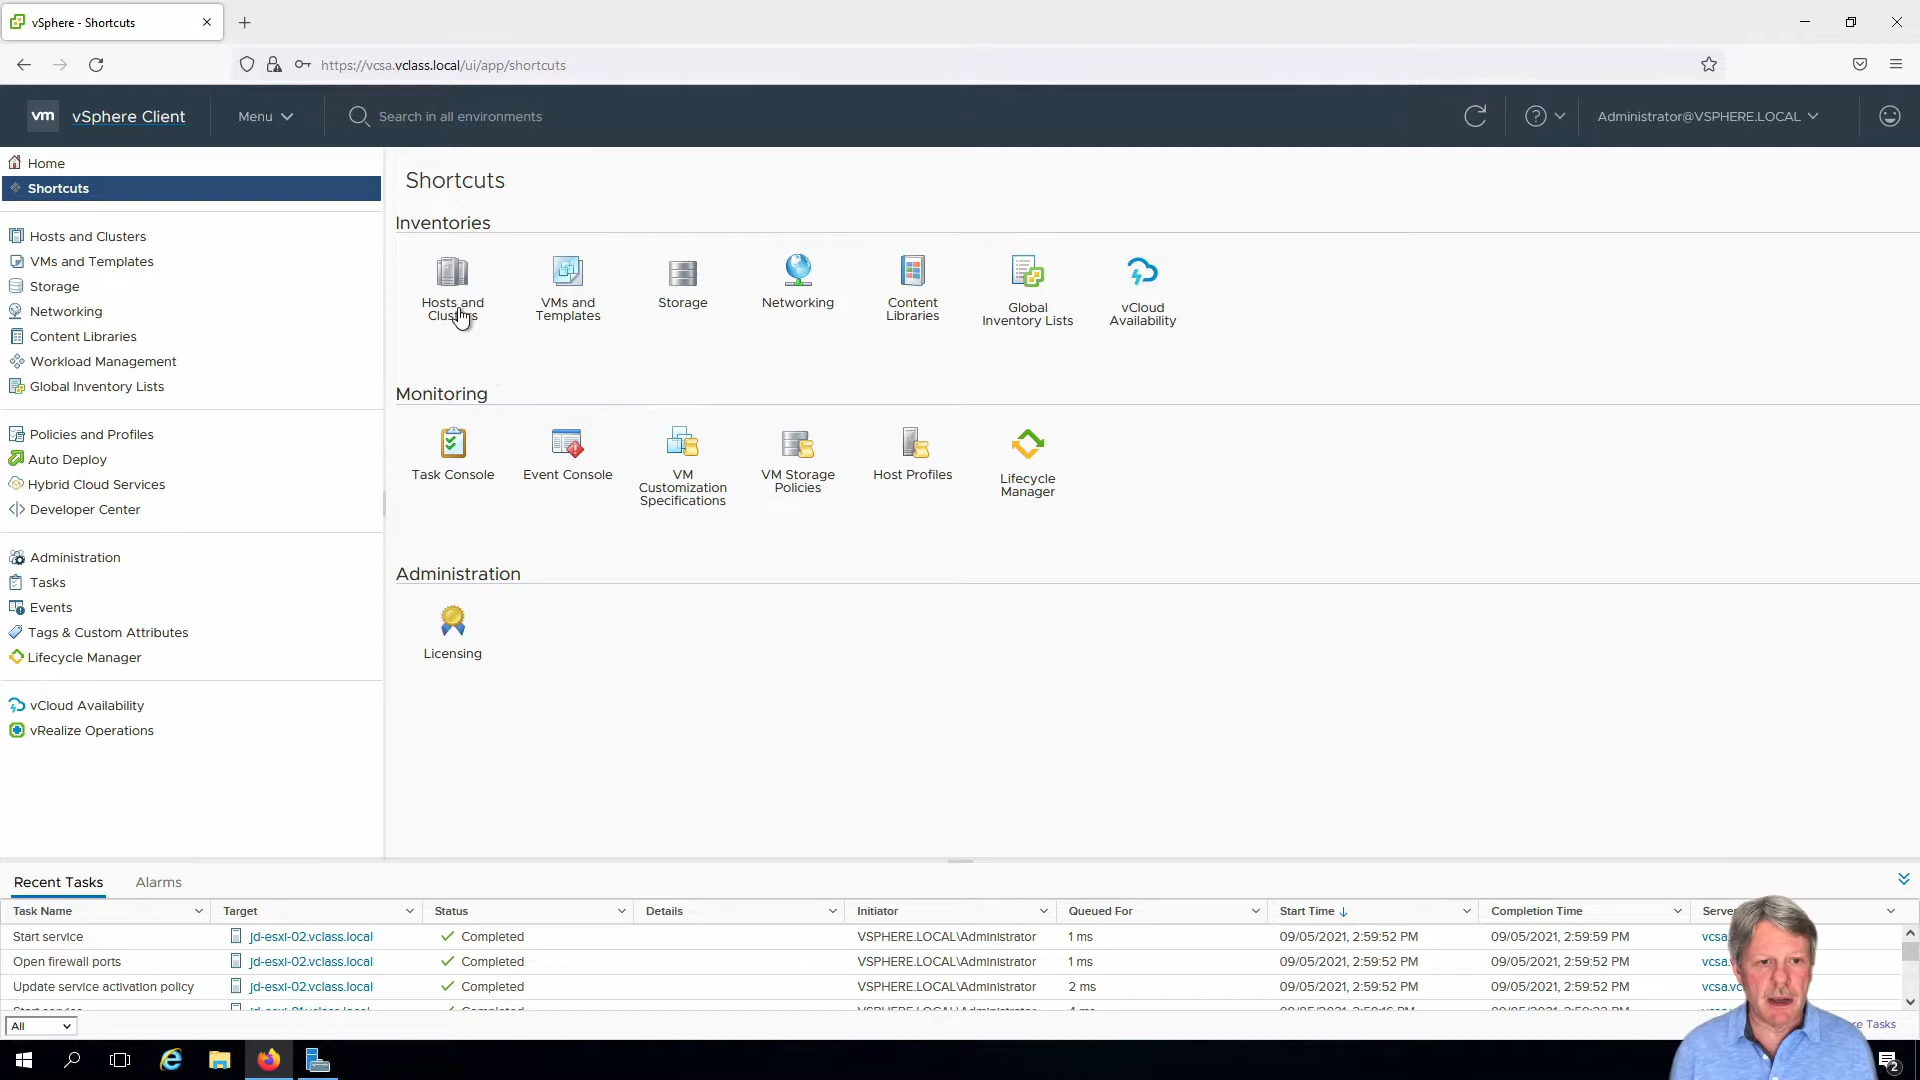 vSphere - Shortcuts
https://vcsa.vclass.local/ui/app/shortcuts
vm vSphere Client Menu Search in all environments Administrator@VSPHERE.LOCAL
Home
Shortcuts
Hosts and Clusters
VMs and Templates
Storage
Networking
Content Libraries
Workload Management
Global Inventory Lists
Policies and Profiles
Auto Deploy
Hybrid Cloud Services
Developer Center
Administration
Tasks
Events
Tags & Custom Attributes
Lifecycle Manager
vCloud Availability
vRealize Operations
Shortcuts
Inventories
Hosts and
Clusters
VMs and
Templates
Storage
Networking
Content
Libraries
Global
Inventory Lists
vCloud
Availability
Monitoring
Task Console
Event Console
VM
Customization
Specifications
VM Storage
Policies
Host Profiles
Lifecycle
Manager
Administration
Licensing
Recent Tasks Alarms
Task Name Target Status Details Initiator Queued For Start Time Completion Time
Start service jd-esxi-02.vclass.local Completed VSPHERE.LOCAL\Administrator 1 ms 09/05/2021, 2:59:52 PM 09/05/2021, 2:59:59 PM
Open firewall ports jd-esxi-02.vclass.local Completed VSPHERE.LOCAL\Administrator 1 ms 09/05/2021, 2:59:52 PM 09/05/2021, 2:59:52 PM
Update service activation policy jd-esxi-02.vclass.local Completed VSPHERE.LOCAL\Administrator 2 ms 09/05/2021, 2:59:52 PM 09/05/2021, 2:59:52 PM
All Tasks
2